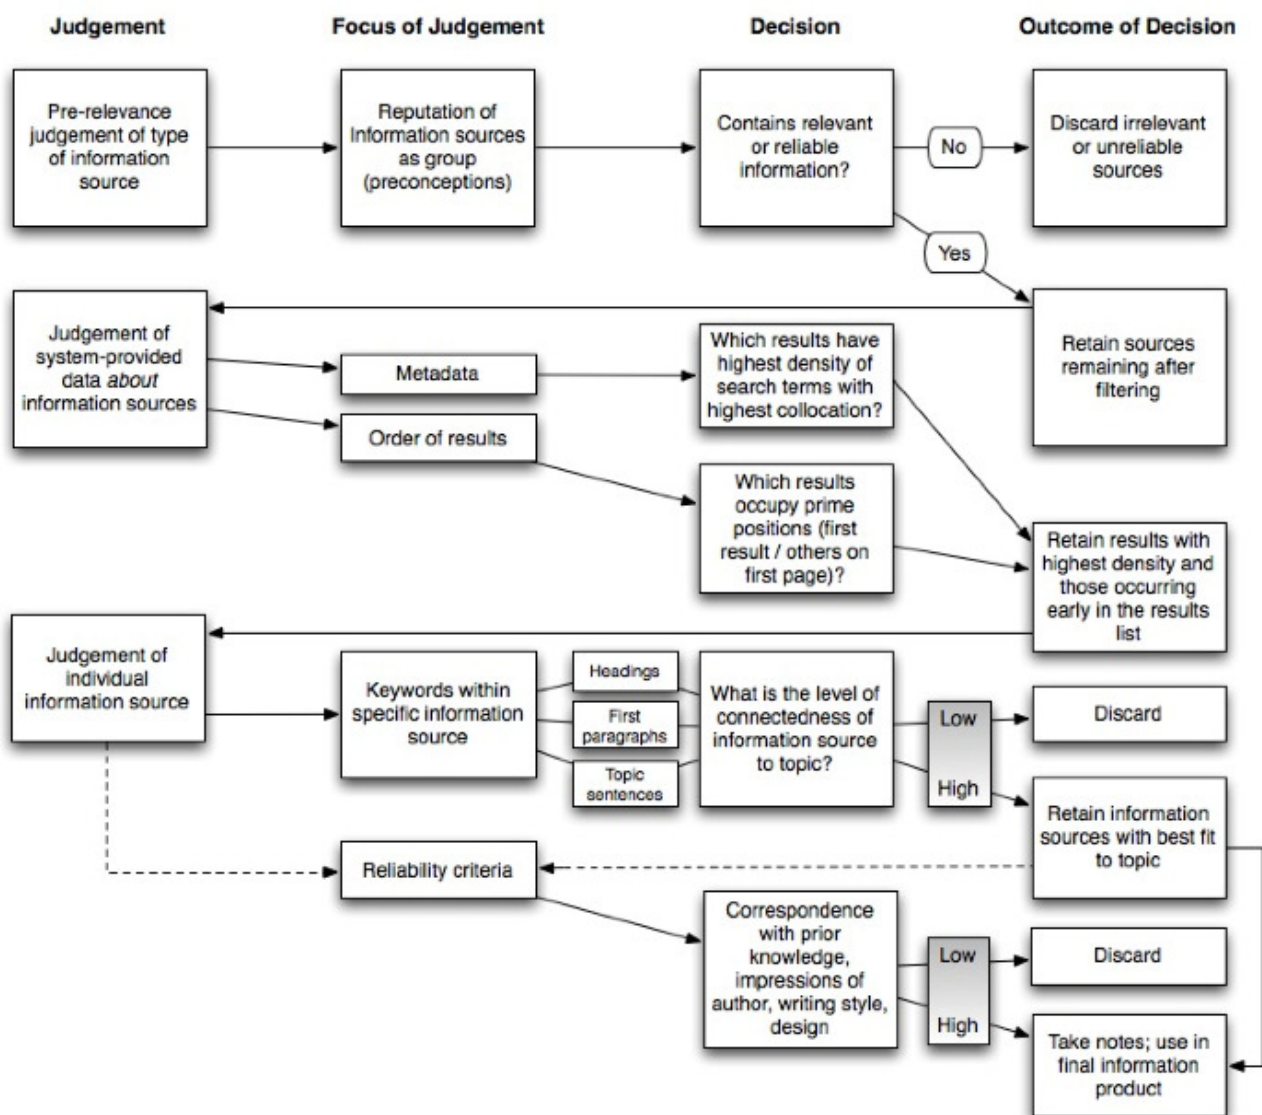 Judgement
Focus of Judgement
Decision
Outcome of Decision
Pre-relevance
judgement of type
of information
source
Reputation of
Information sources
as group
(preconceptions)
Contains relevant
or reliable
information?
No
Discard irrelevant
or unreliable
sources
Yes
Judgement of
system-provided
data about
information sources
Metadata
Order of results
Which results have
highest density of
search terms with
highest collocation?
Which results
occupy prime
positions (first
result / others on
first page)?
Retain sources
remaining after
filtering
Retain results with
highest density and
those occurring
early in the results
list
Judgement of
individual
information source
Keywords within
specific information
source
Headings
First
paragraphs
Topic
sentences
What is the level of
connectedness of
information source
to topic?
Low
High
Discard
Retain information
sources with best fit
to topic
Reliability criteria
Correspondence
with prior
knowledge,
impressions of
author, writing style,
design
Low
High
Discard
Take notes; use in
final information
product